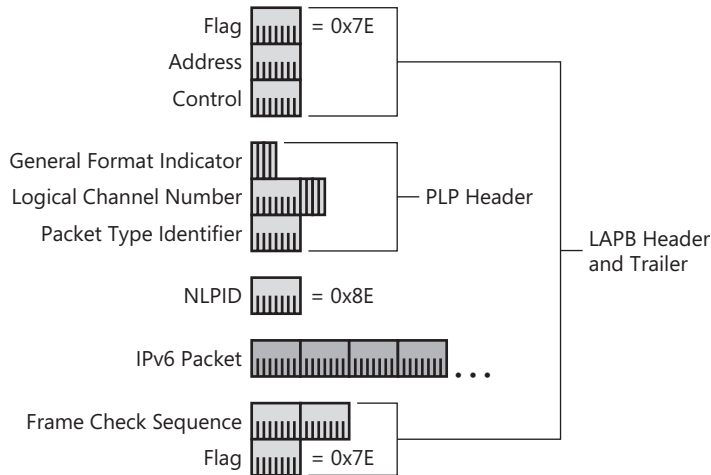 Flag = 0x7E
Address
Control
General Format Indicator
Logical Channel Number
PLP Header
Packet Type Identifier
LAPB Header
and Trailer
NLPID = 0x8E
IPv6 Packet ...
Frame Check Sequence
Flag = 0x7E